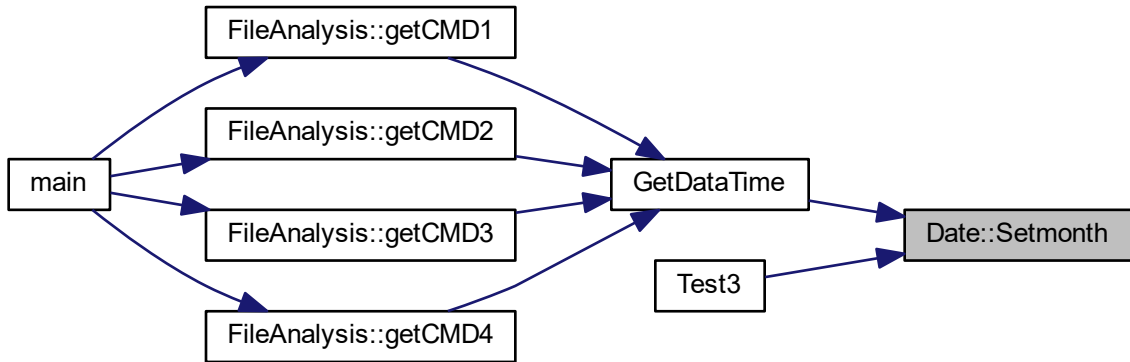 FileAnalysis::getCMD1
FileAnalysis::getCMD2
main
GetDataTime
FileAnalysis::getCMD3
Date::Setmonth
Test3
FileAnalysis::getCMD4